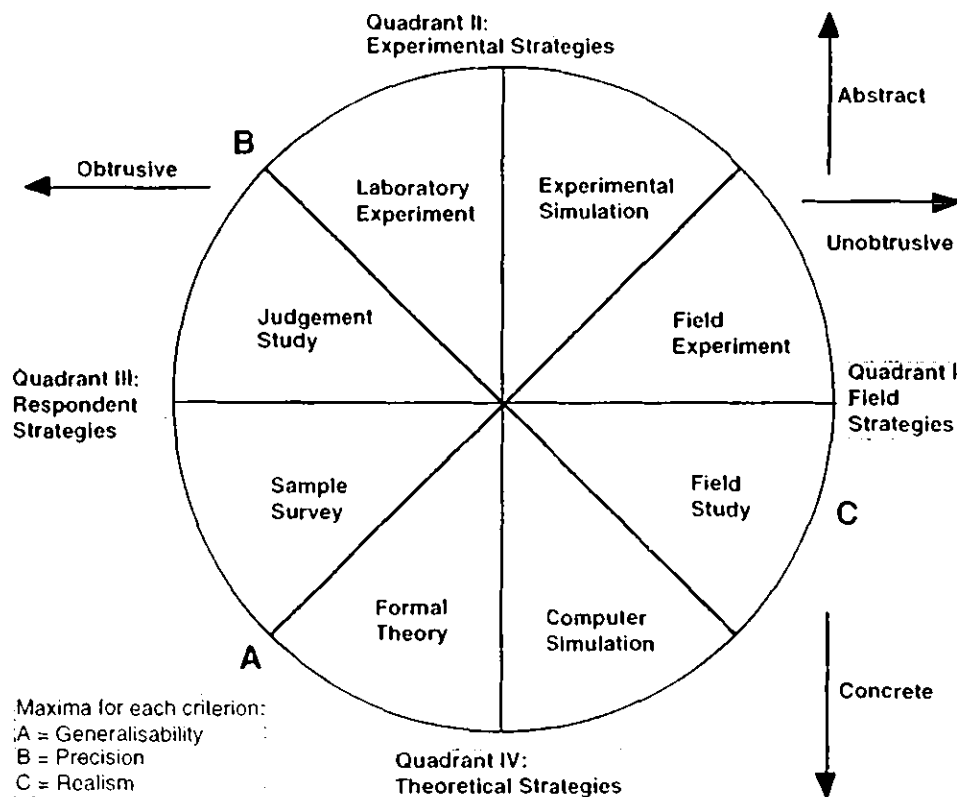 Quadrant II:
Experimental Strategies
Abstract
B
Obtrusive
Laboratory
Experiment
Experimental
Simulation
Unobtrusive
Judgement
Study
Field
Experiment
Quadrant III:
Respondent
Strategies
Quadrant I
Field
Strategies
Sample
Survey
Field
Study
C
Formal
Theory
Computer
Simulation
A
Concrete
Maxima for each criterion:
A = Generalisability
B = Precision
C = Realism
Quadrant IV:
Theoretical Strategies